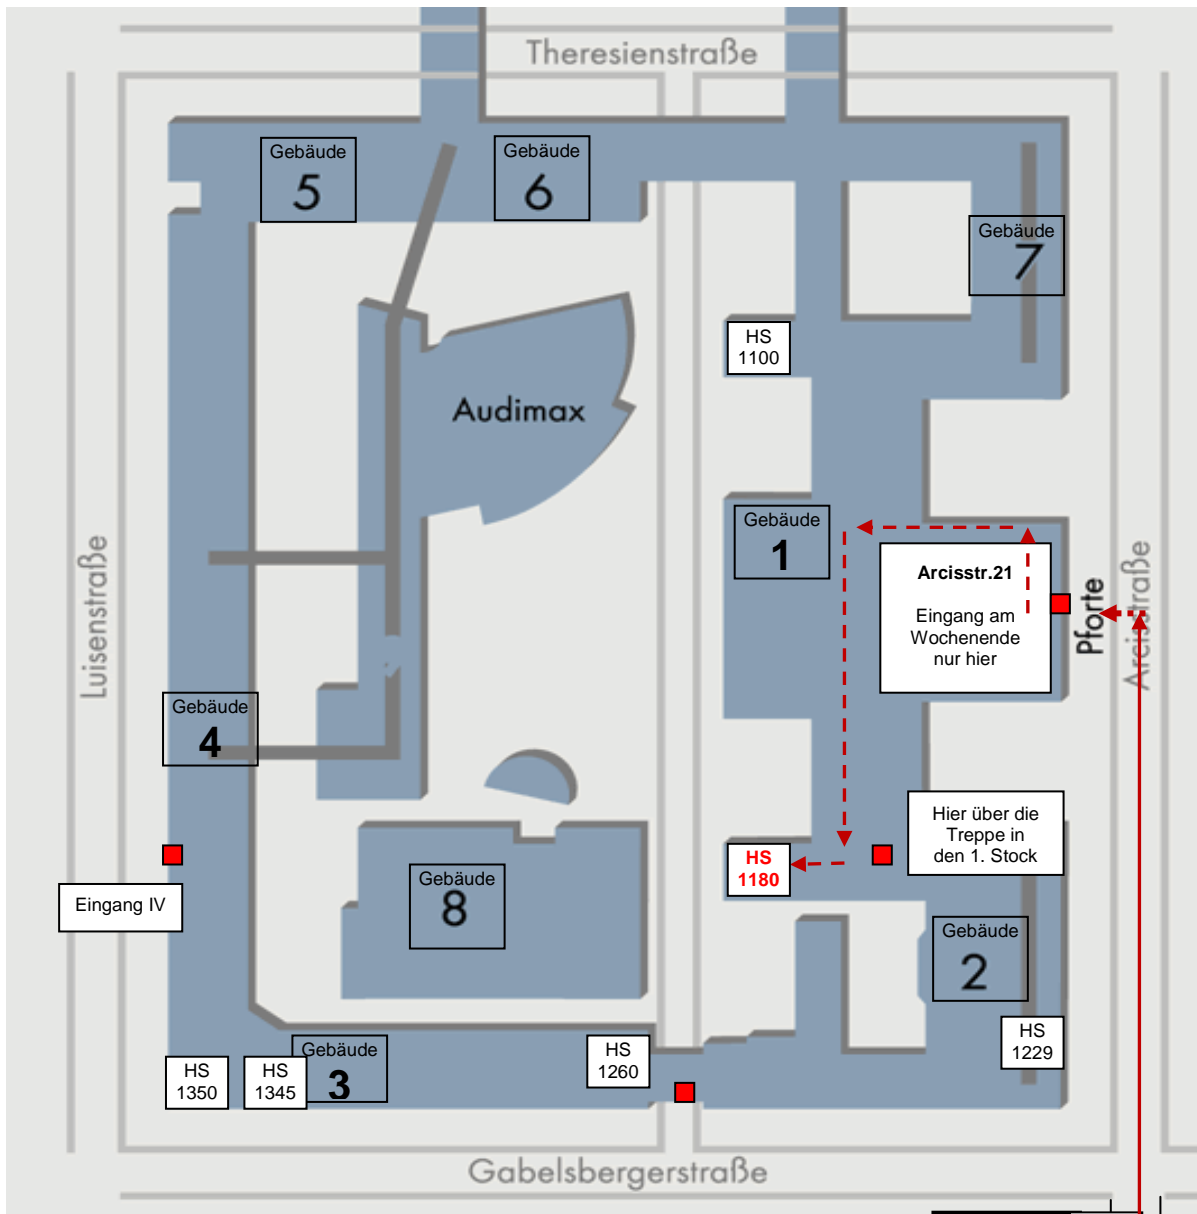 Theresienstraße
Gebäude
5
Gebäude
6
Gebäude
7
HS
1100
Audimax
Gebäude
1
Arcisstr.21
Eingang am
Wochenende
nur hier
Pforte
Arcisstraße
Luisenstraße
Gebäude
4
Hier über die
Treppe in
den 1. Stock
HS
1180
Eingang IV
Gebäude
8
Gebäude
2
HS
1229
HS
1260
Gebäude
3
HS
1350
HS
1345
Gabelsbergerstraße